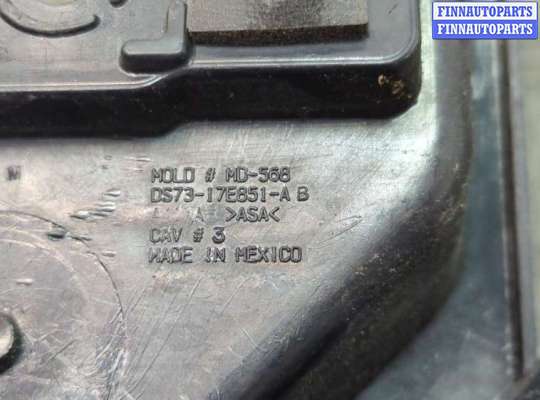 FINNAUTOPARTS
FINNAUTOPARTS
M
MOLD # MD-568
DS73-17E851-A B
A >ASA<
CAV # 3
MADE IN MEXICO